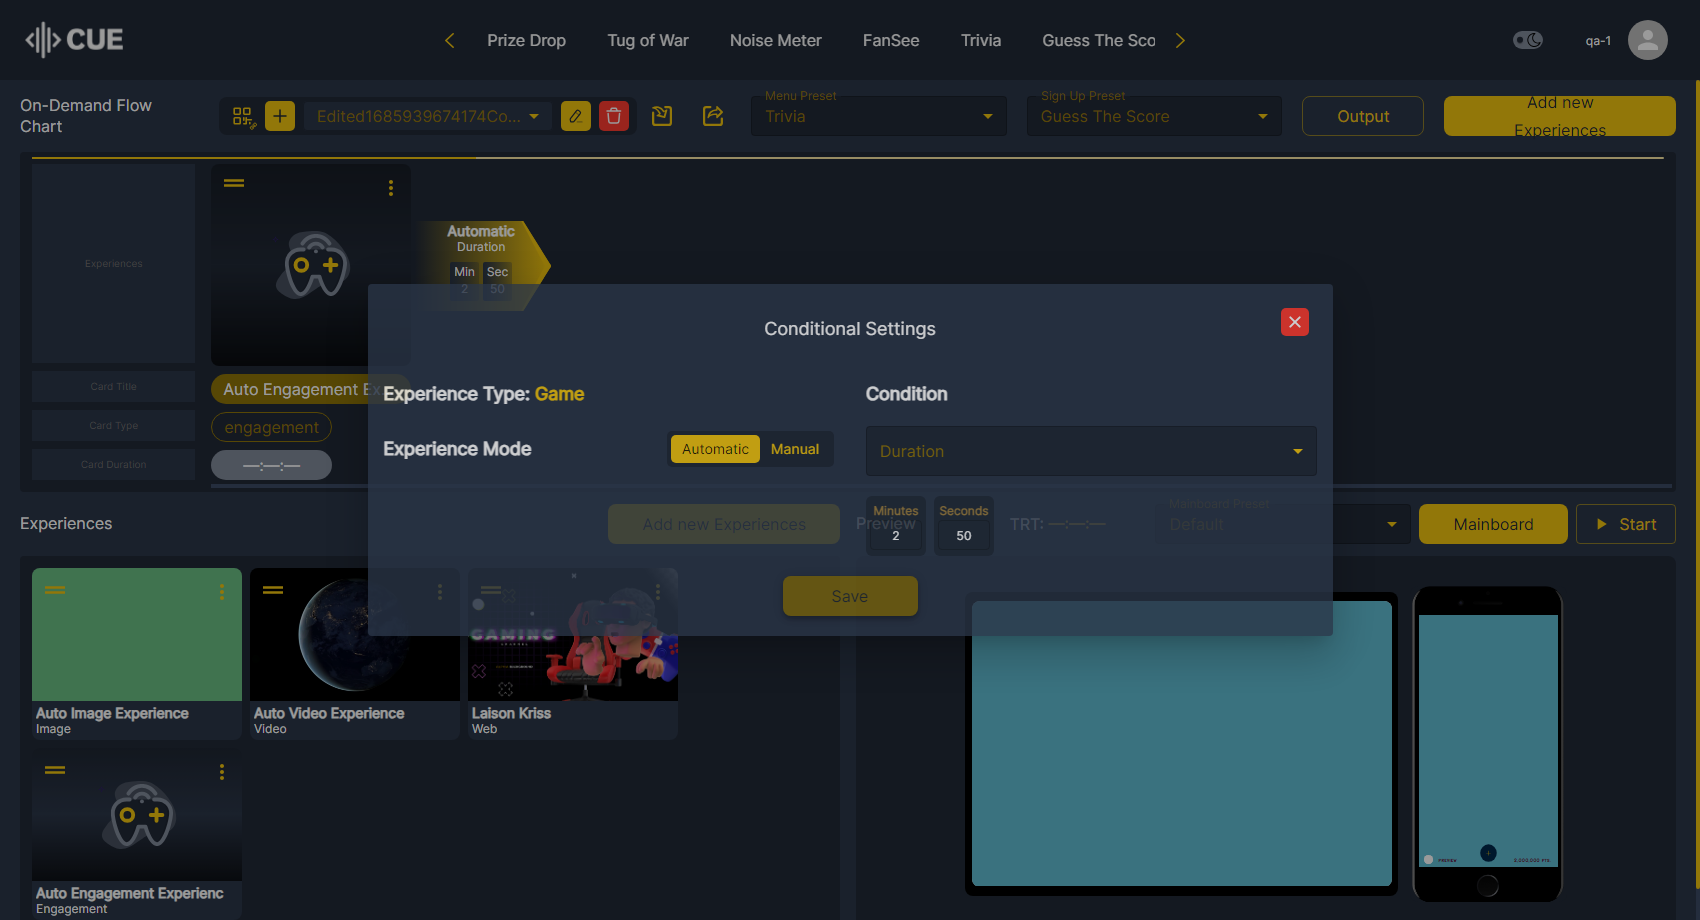 CUE
Prize Drop
Tug of War
Noise Meter
FanSee
Trivia
Guess The Sco
qa-1
On-Demand Flow
Chart
Edited1685939674174Co...
Menu Preset
Trivia
Sign Up Preset
Guess The Score
Output
Add new
Experiences
Experiences
Automatic
Duration
Min
Sec
2
50
Card Title
Auto Engagement Ex
Card Type
engagement
Card Duration
—:—:—
Conditional Settings
Experience Type: Game
Condition
Experience Mode
Automatic
Manual
Duration
Minutes
2
Seconds
50
Save
Experiences
Add new Experiences
Preview
TRT: —:—:—
Mainboard Preset
Default
Mainboard
Start
Auto Image Experience
Image
Auto Video Experience
Video
GAMING
Laison Kriss
Web
Auto Engagement Experienc
Engagement
PREVIEW